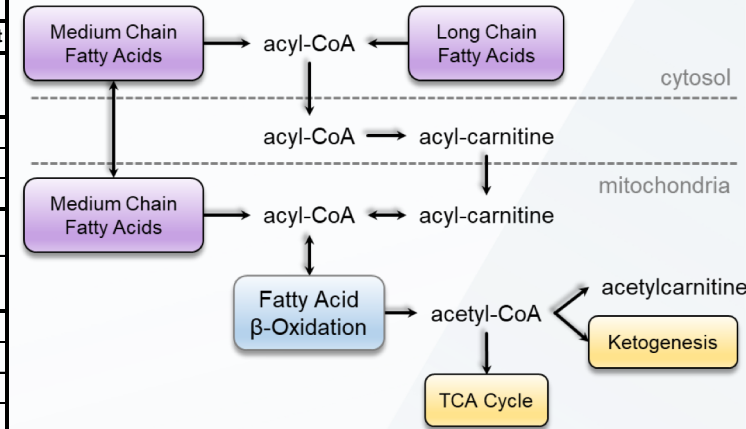 Medium Chain
Fatty Acids
acyl-CoA
Long Chain
Fatty Acids
cytosol
acyl-CoA
acyl-carnitine
mitochondria
Medium Chain
Fatty Acids
acyl-CoA
acyl-carnitine
Fatty Acid
β-Oxidation
acetyl-CoA
acetylcarnitine
Ketogenesis
TCA Cycle